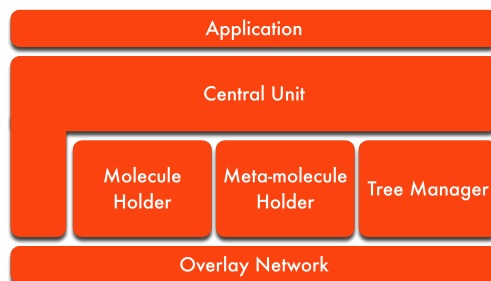 Application
Central Unit
Molecule
Holder
Meta-molecule
Holder
Tree Manager
Overlay Network